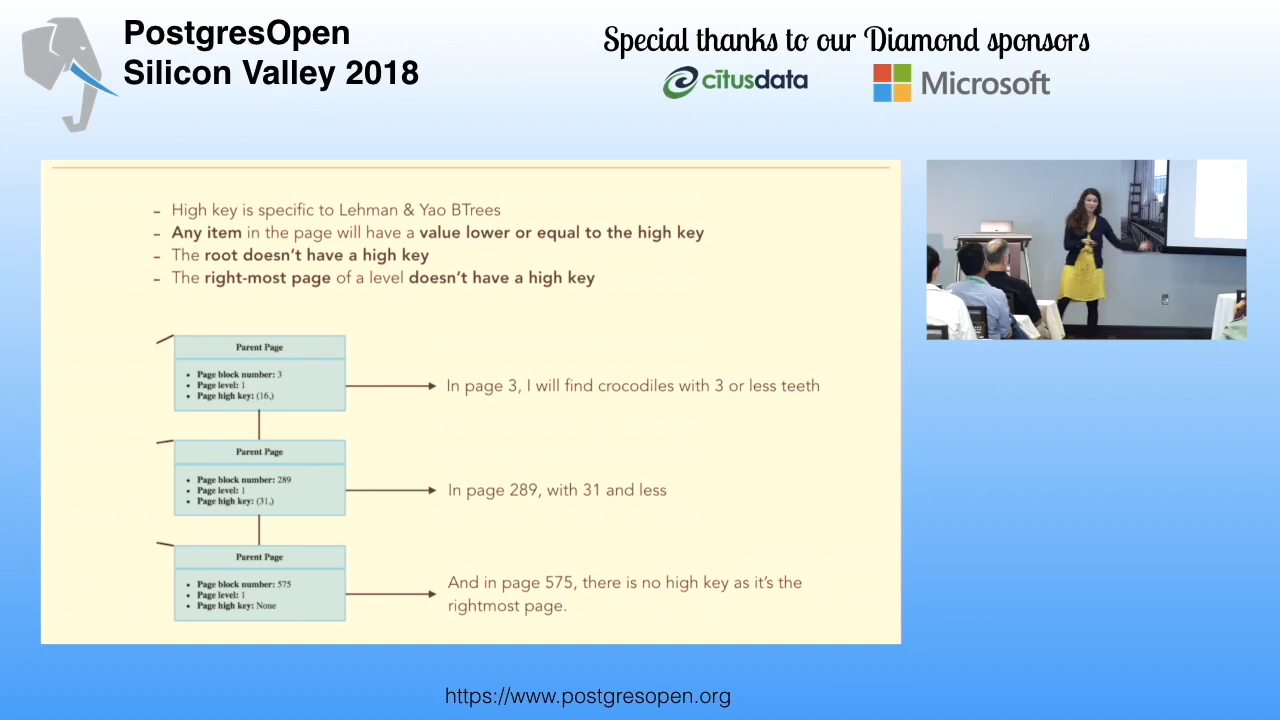 PostgresOpen
Silicon Valley 2018
Special thanks to our Diamond sponsors
citusdata
Microsoft
- High key is specific to Lehman & Yao BTrees
- Any item in the page will have a value lower or equal to the high key
- The root doesn't have a high key
- The right-most page of a level doesn't have a high key
Parent Page
• Page block number: 3
• Page level: 1
• Page high key: (16,)
In page 3, I will find crocodiles with 3 or less teeth
Parent Page
• Page block number: 289
• Page level: 1
• Page high key: (31,)
In page 289, with 31 and less
Parent Page
• Page block number: 575
• Page level: 1
• Page high key: None
And in page 575, there is no high key as it's the
rightmost page.
https://www.postgresopen.org